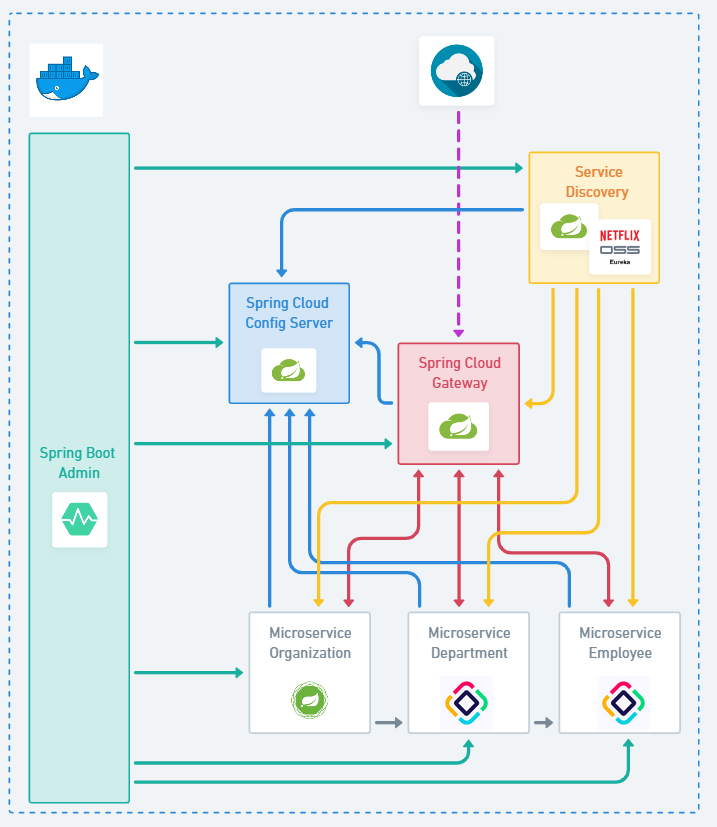 Service
Discovery
NETFLIX
OSS
Eureka
Spring Cloud
Config Server
Spring Cloud
Gateway
Spring Boot
Admin
Microservice
Organization
Microservice
Department
Microservice
Employee